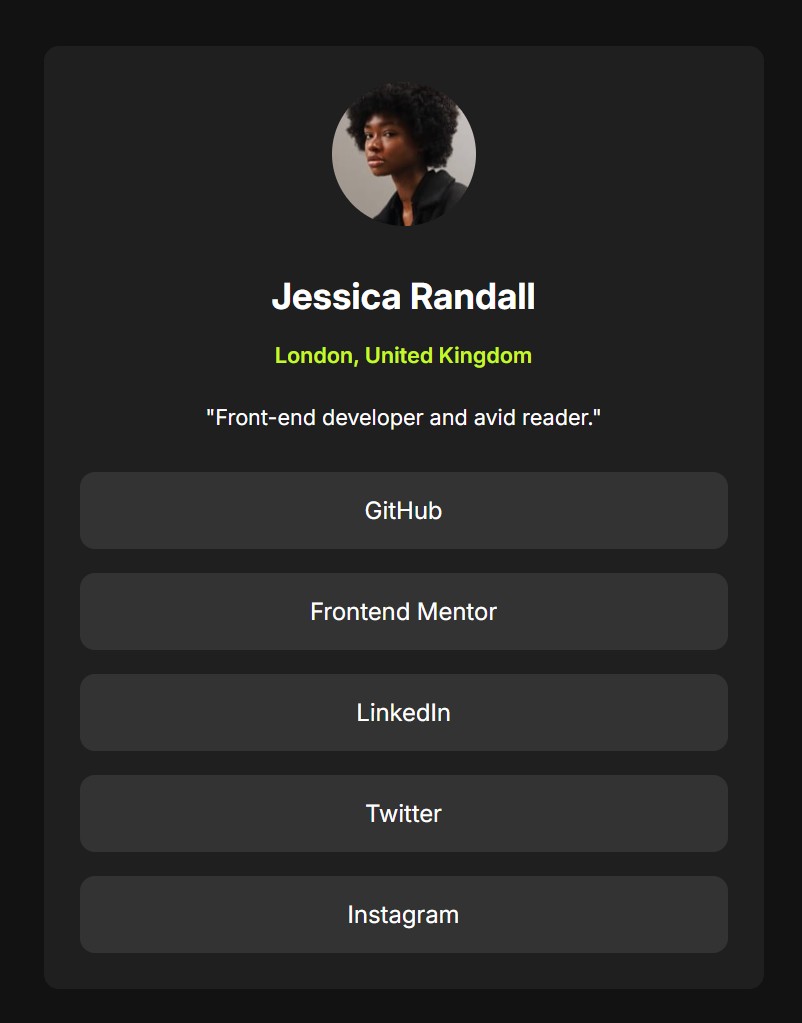 Jessica Randall
London, United Kingdom
"Front-end developer and avid reader."
GitHub
Frontend Mentor
LinkedIn
Twitter
Instagram